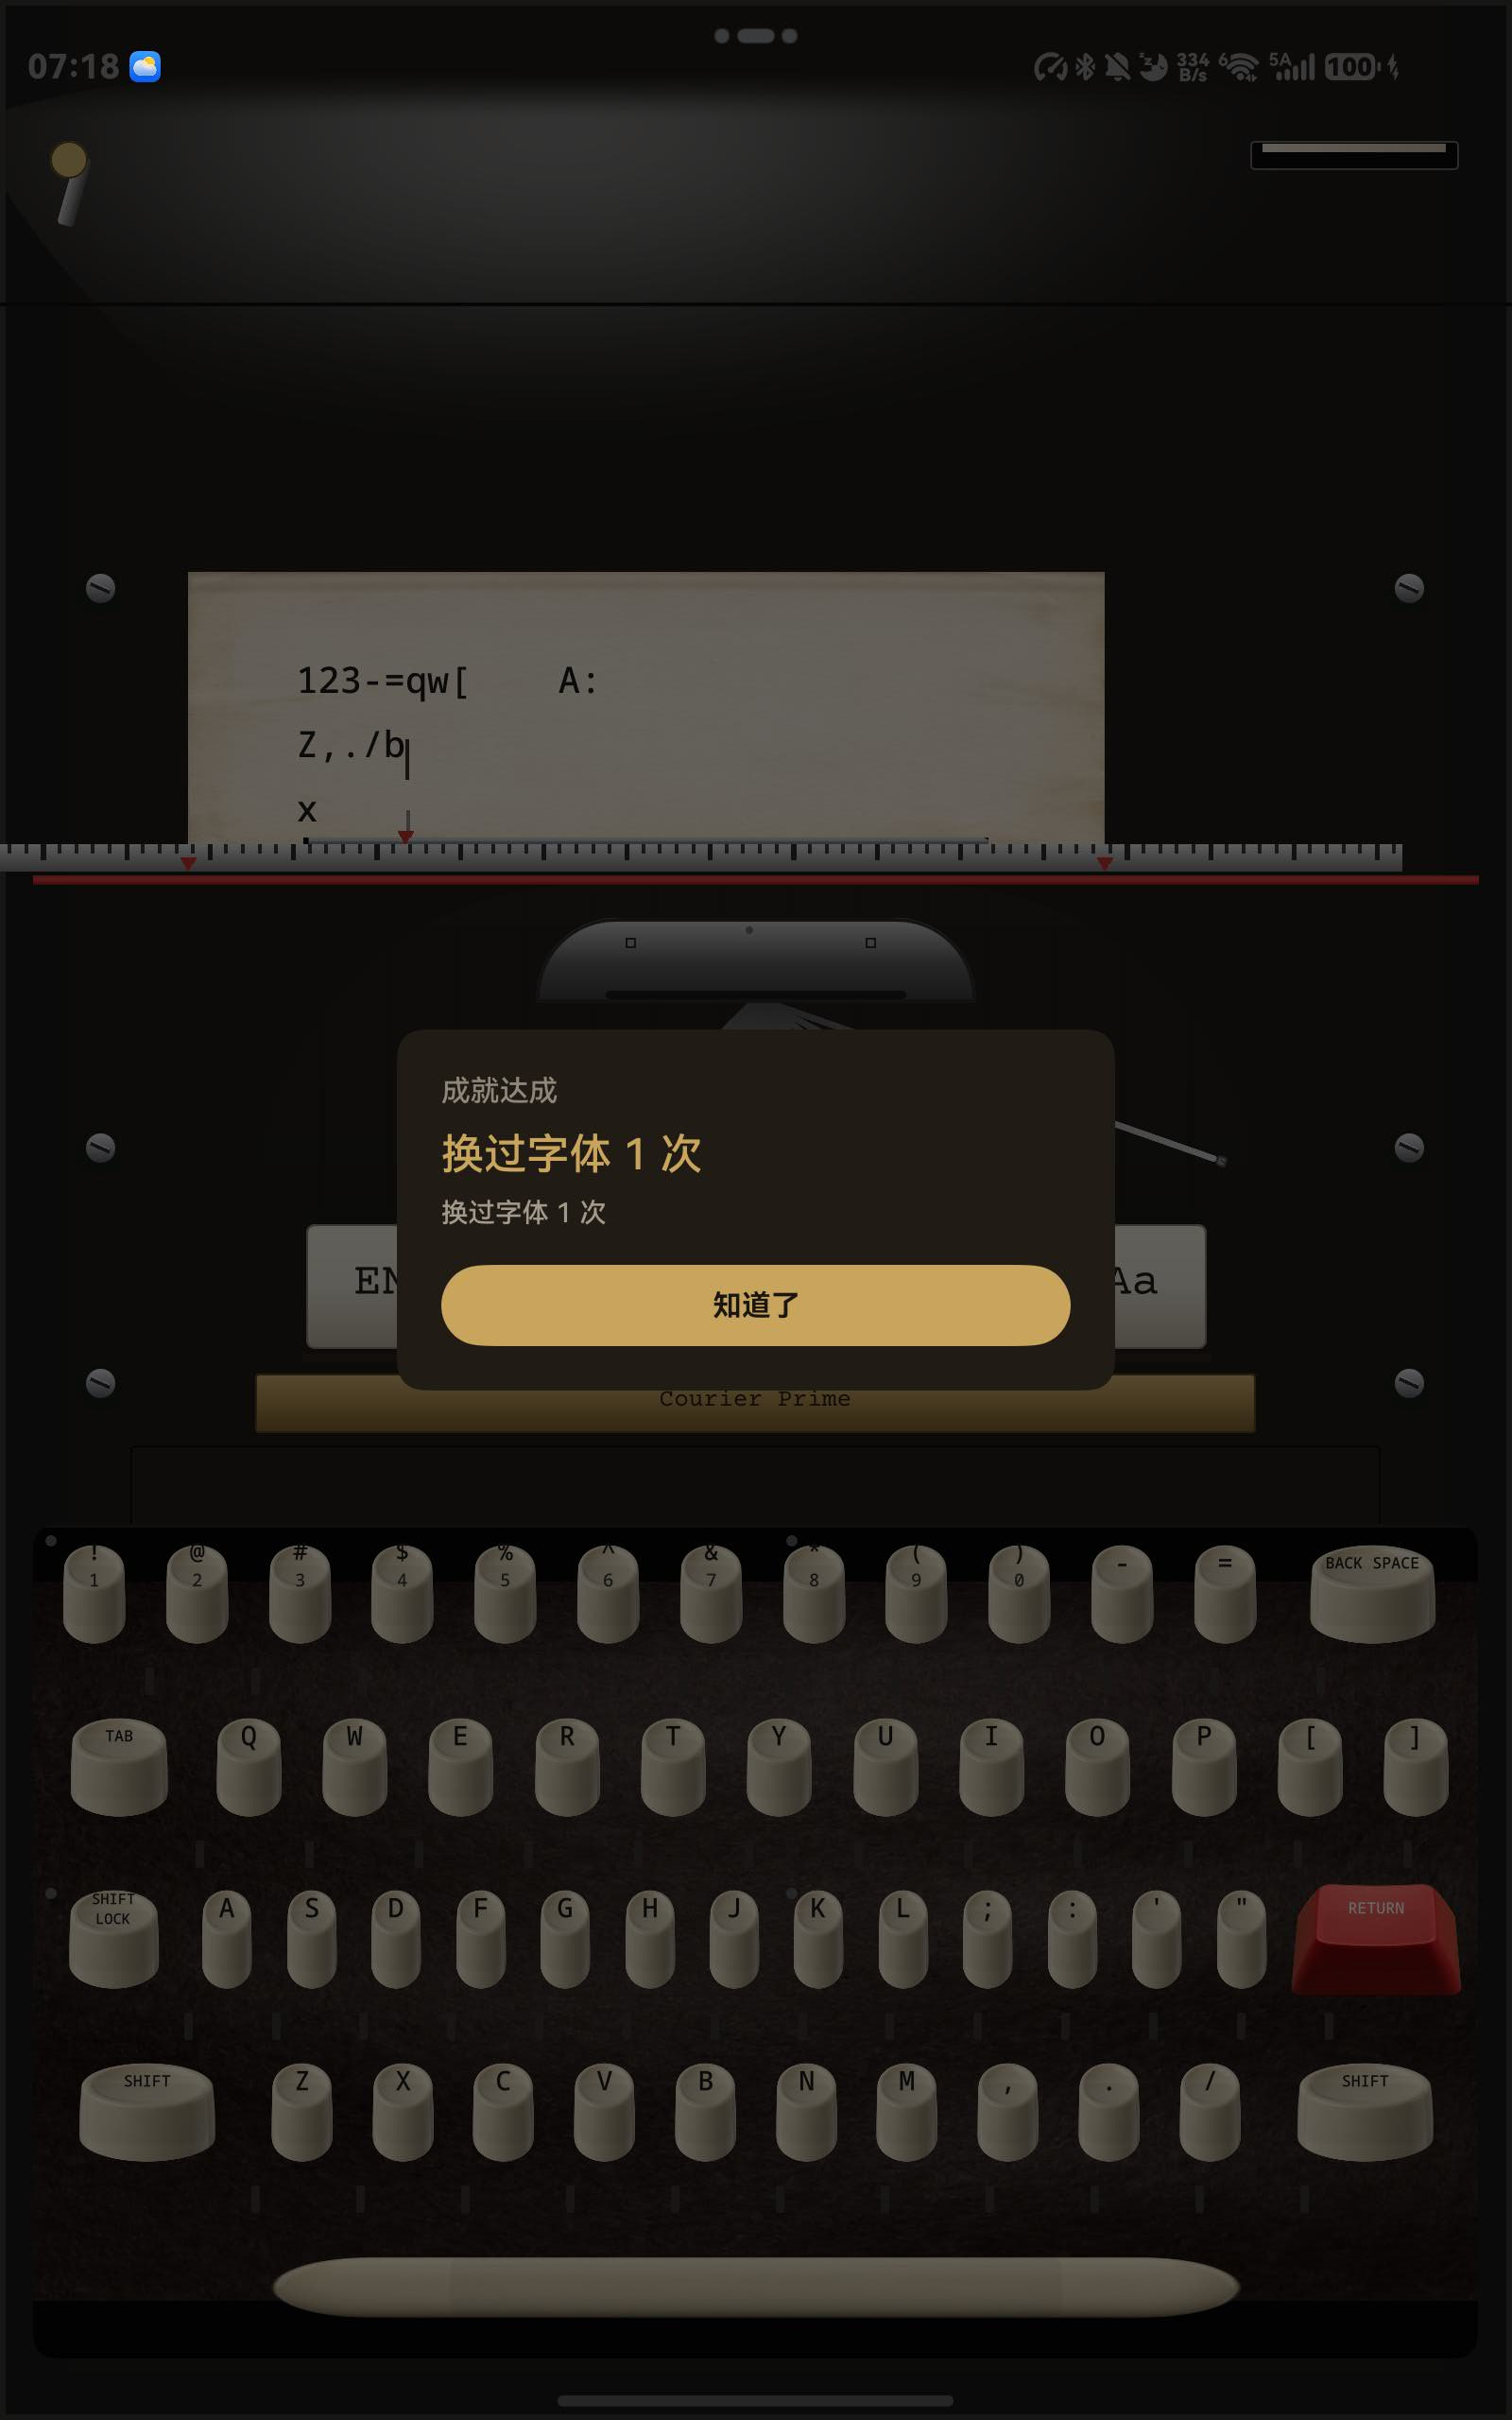 07:18 334 B/s 6 5A 100
123-=qw[    A:
Z,./b
x
成就达成
换过字体 1 次
换过字体 1 次
EN Aa
知道了
Courier Prime
! @ # $ % ^ & * ( ) - = BACK SPACE
1 2 3 4 5 6 7 8 9 0
TAB Q W E R T Y U I O P [ ]
SHIFT LOCK A S D F G H J K L ; : ' " RETURN
SHIFT Z X C V B N M , . / SHIFT